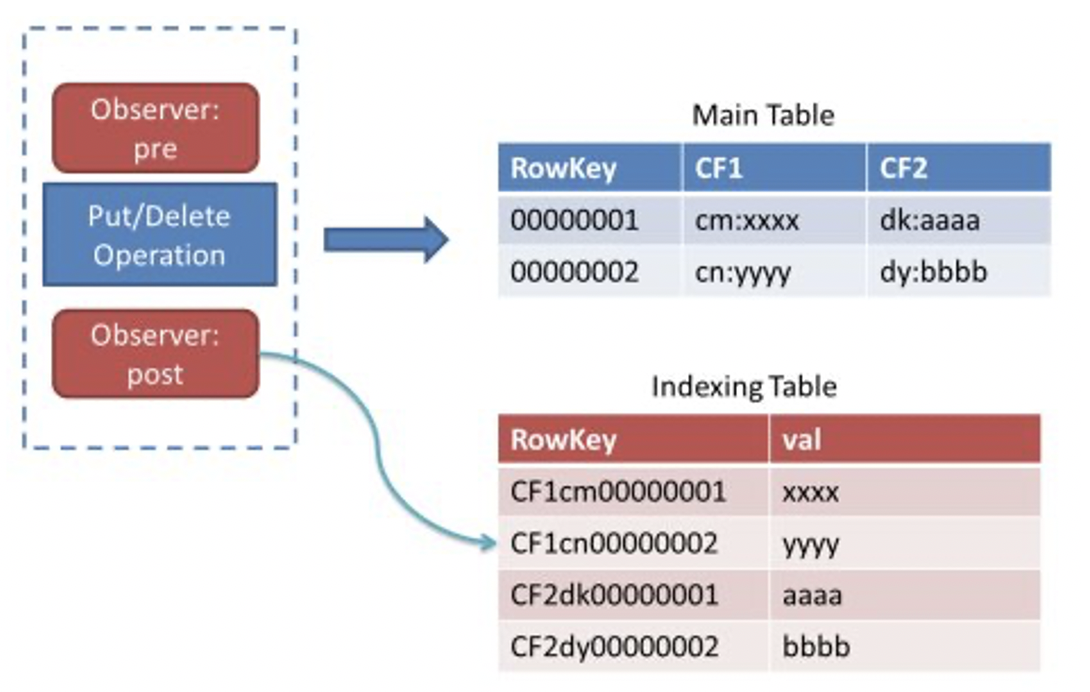 Observer:
pre
Put/Delete
Operation
Observer:
post
Main Table
RowKey CF1 CF2
00000001 cm:xxxx dk:aaaa
00000002 cn:yyyy dy:bbbb
Indexing Table
RowKey val
CF1cm00000001 xxxx
CF1cn00000002 yyyy
CF2dk00000001 aaaa
CF2dy00000002 bbbb